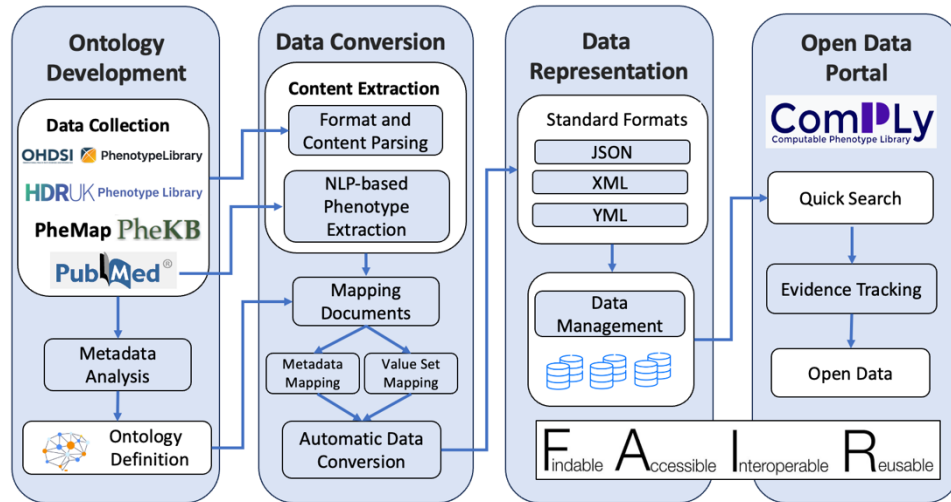 Ontology
Development
Data Collection
OHDSI PhenotypeLibrary
HDRUK Phenotype Library
PheMap PheKB
PubMed®
Metadata
Analysis
Ontology
Definition
Data Conversion
Content Extraction
Format and
Content Parsing
NLP-based
Phenotype
Extraction
Mapping
Documents
Metadata
Mapping
Value Set
Mapping
Automatic Data
Conversion
Data
Representation
Standard Formats
JSON
XML
YML
Data
Management
Open Data
Portal
ComPLy
Computable Phenotype Library
Quick Search
Evidence Tracking
Open Data
Findable Accessible Interoperable Reusable